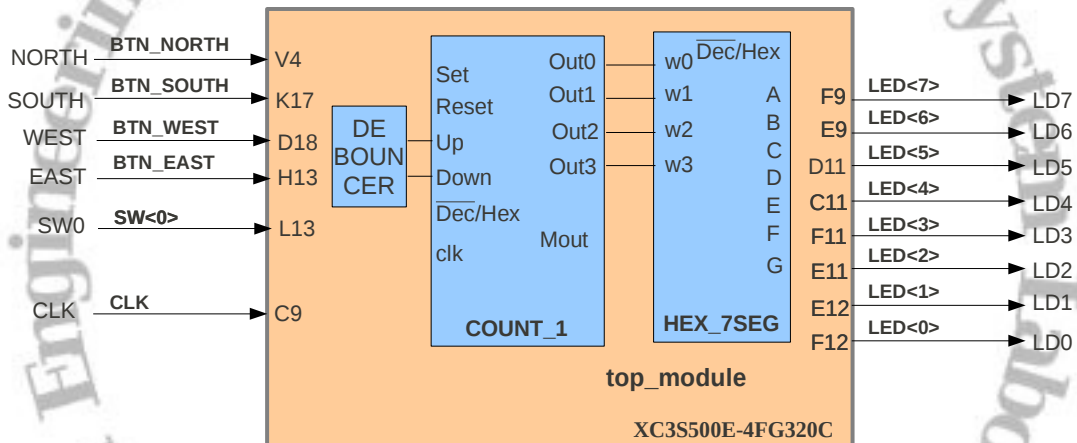 NORTH BTN_NORTH V4
SOUTH BTN_SOUTH K17
WEST BTN_WEST D18
EAST BTN_EAST H13
SW0 SW<0> L13
CLK CLK C9
DE
BOUN
CER
Set
Reset
Up
Down
Dec/Hex
clk
Out0
Out1
Out2
Out3
Mout
COUNT_1
w0 Dec/Hex
w1
w2
w3
A
B
C
D
E
F
G
HEX_7SEG
F9 LED<7> LD7
E9 LED<6> LD6
D11 LED<5> LD5
C11 LED<4> LD4
F11 LED<3> LD3
E11 LED<2> LD2
E12 LED<1> LD1
F12 LED<0> LD0
top_module
XC3S500E-4FG320C